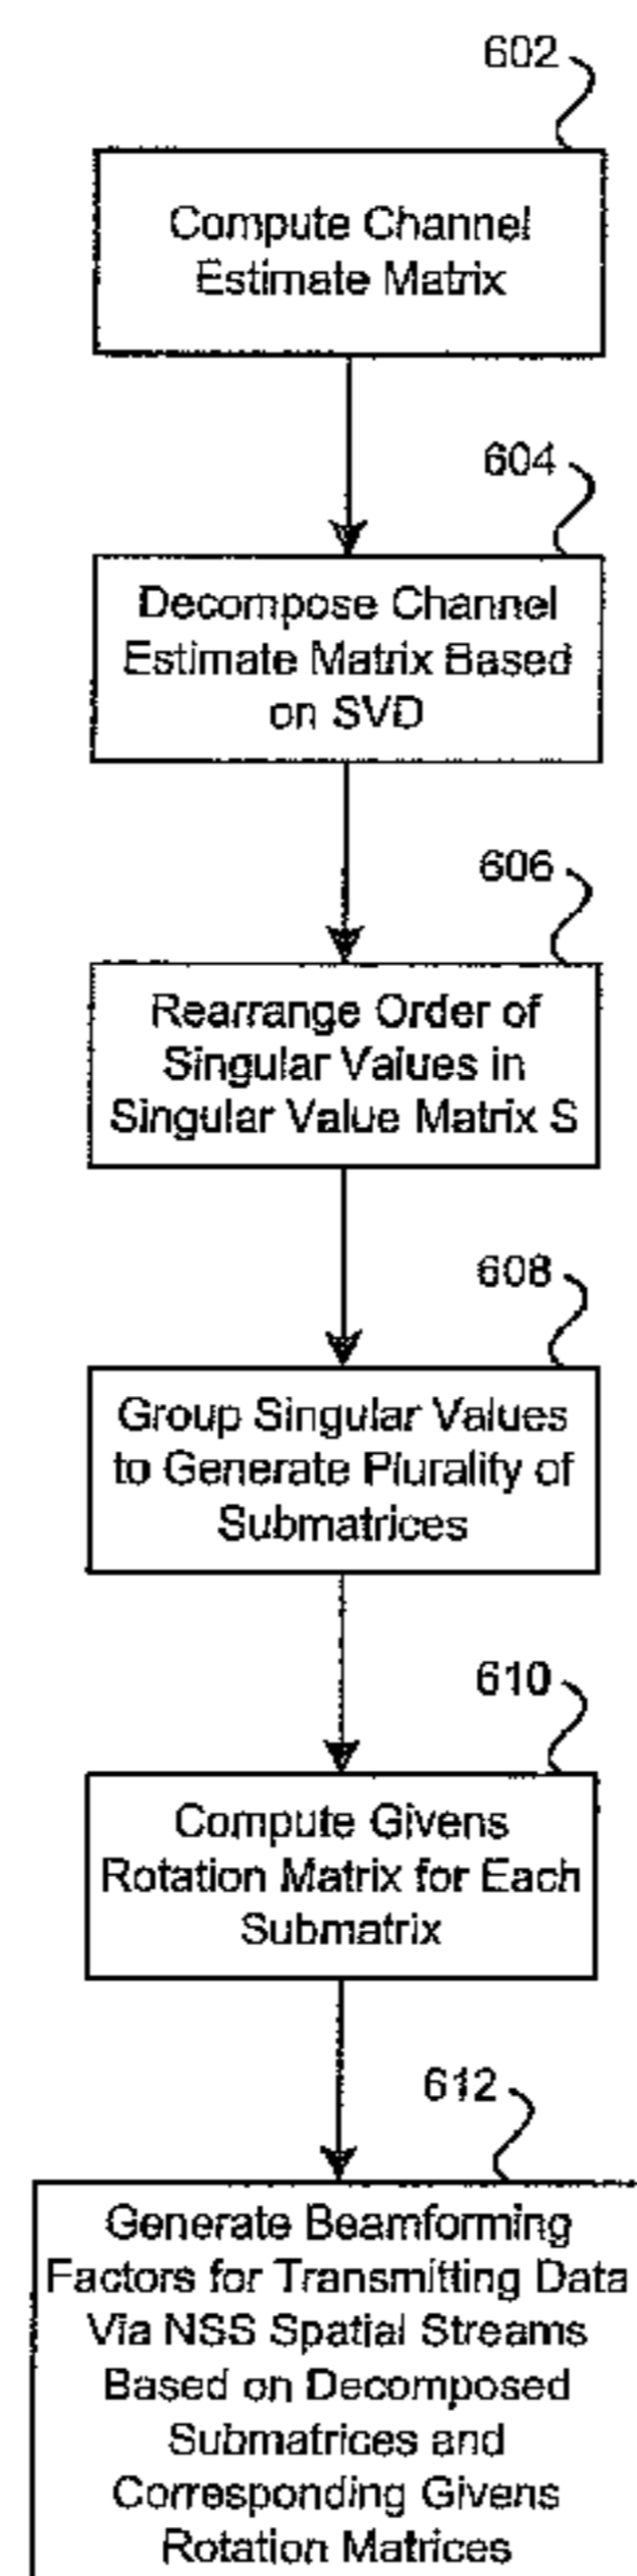 602
Compute Channel
Estimate Matrix
604
Decompose Channel
Estimate Matrix Based
on SVD
606
Rearrange Order of
Singular Values in
Singular Value Matrix S
608
Group Singular Values
to Generate Plurality of
Submatrices
610
Compute Givens
Rotation Matrix for Each
Submatrix
612
Generate Beamforming
Factors for Transmitting Data
Via NSS Spatial Streams
Based on Decomposed
Submatrices and
Corresponding Givens
Rotation Matrices